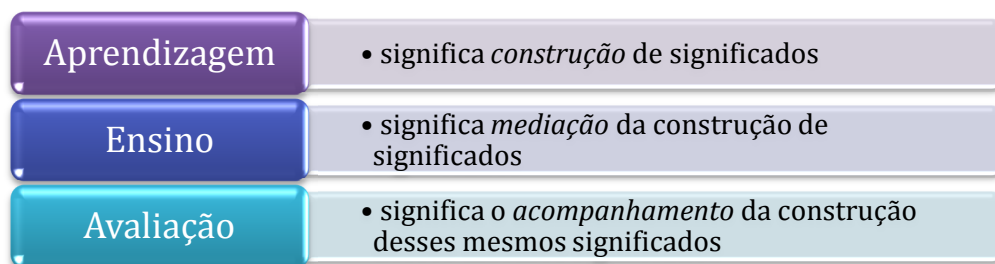 Aprendizagem
• significa construção de significados
Ensino
• significa mediação da construção de
significados
Avaliação
• significa o acompanhamento da construção
desses mesmos significados